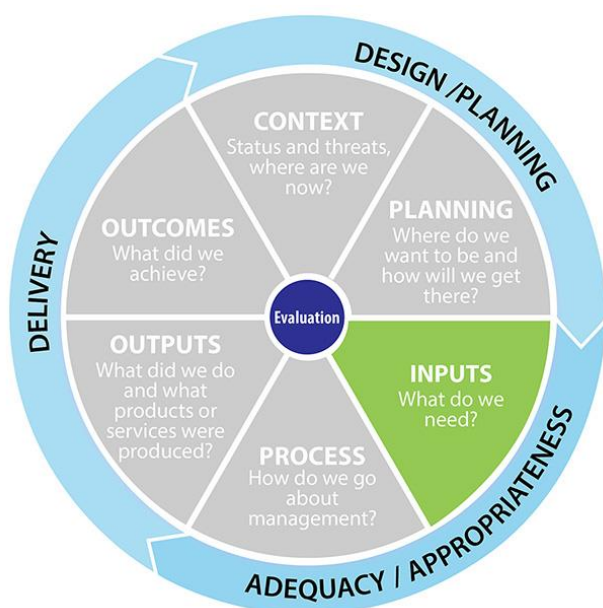 DESIGN /PLANNING
CONTEXT
Status and threats,
where are we
now?
PLANNING
Where do we
want to be and
how will we get
there?
INPUTS
What do we
need?
ADEQUACY / APPROPRIATENESS
PROCESS
How do we go
about
management?
OUTPUTS
What did we do
and what
products or
services were
produced?
DELIVERY
OUTCOMES
What did we
achieve?
Evaluation